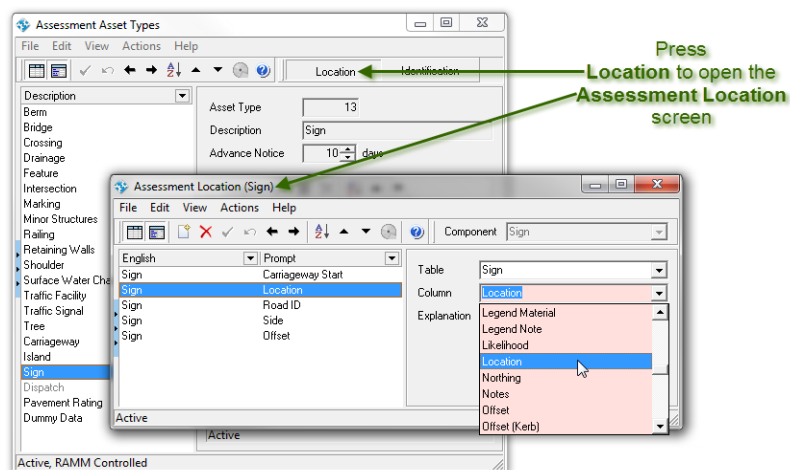 Assessment Asset Types
File Edit View Actions Help
Location Identification
Press
Location to open the
Assessment Location
screen
Description
Berm
Bridge
Crossing
Drainage
Feature
Intersection
Marking
Minor Structures
Railing
Retaining Walls
Shoulder
Surface Water Cha
Traffic Facility
Traffic Signal
Tree
Carriageway
Island
Sign
Dispatch
Pavement Rating
Dummy Data
Asset Type 13
Description Sign
Advance Notice 10 days
Assessment Location (Sign)
File Edit View Actions Help
Component Sign
English Prompt
Sign Carriageway Start
Sign Location
Sign Road ID
Sign Side
Sign Offset
Table Sign
Column Location
Explanation
Legend Material
Legend Note
Likelihood
Location
Northing
Notes
Offset
Offset (Kerb)
Active
Active
Active, RAMM Controlled